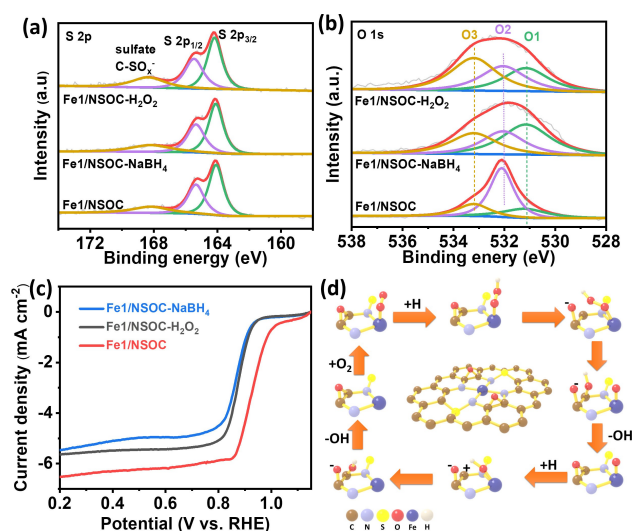 (a)
S 2p
sulfate
C-SOₓ⁻
S 2p₁/₂
S 2p₃/₂
Fe1/NSOC-H₂O₂
Fe1/NSOC-NaBH₄
Fe1/NSOC
Intensity (a.u
174 168 164 160
Binding energy (eV)
(b)
O 1s
O3 O2 O1
Fe1/NSOC-H₂O₂
Fe1/NSOC-NaBH₄
Fe1/NSOC
Intensity (a.u.)
538 536 534 532 530 528
Binding enery (eV)
(c)
Fe1/NSOC-NaBH₄
Fe1/NSOC-H₂O₂
Fe1/NSOC
Current density (mA cm⁻²)
0
-2
-4
-6
0.2 0.4 0.6 0.8 1.0
Potential (V vs. RHE)
(d)
+H
-
+O₂
-
-OH
-OH
-
+H
- +
-
C N S O Fe H